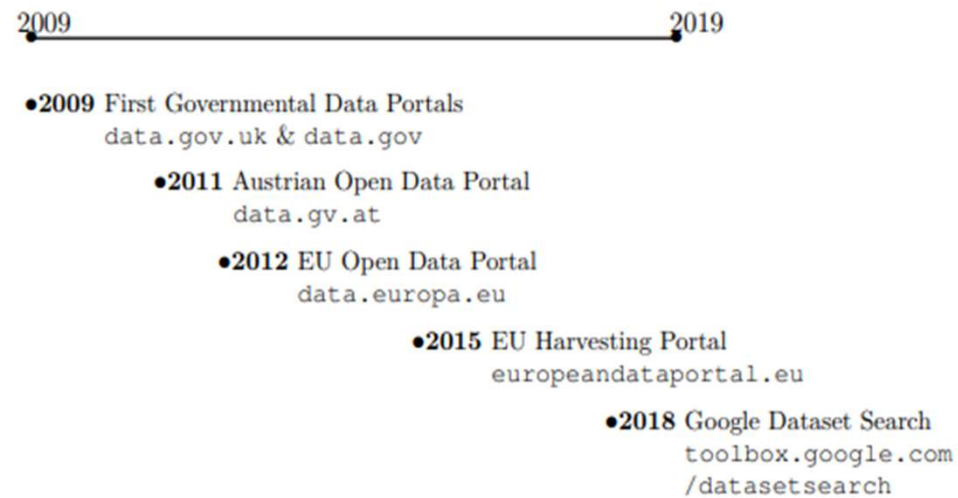 2009 2019
•2009 First Governmental Data Portals
data.gov.uk & data.gov
•2011 Austrian Open Data Portal
data.gv.at
•2012 EU Open Data Portal
data.europa.eu
•2015 EU Harvesting Portal
europeandataportal.eu
•2018 Google Dataset Search
toolbox.google.com
/datasetsearch